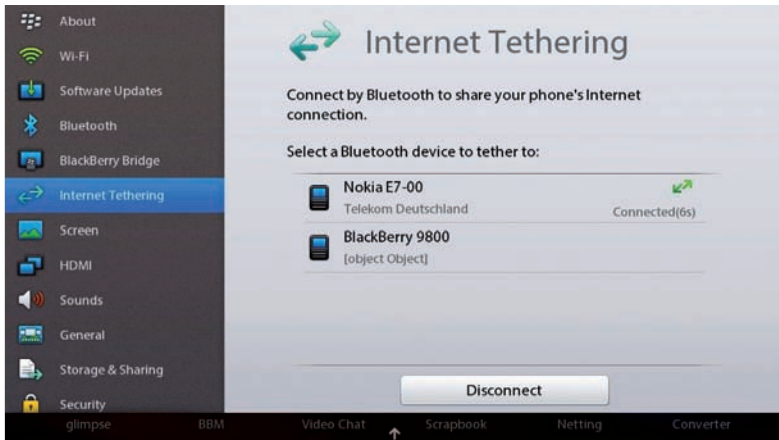 About
Wi-Fi
Software Updates
Bluetooth
BlackBerry Bridge
Internet Tethering
Screen
HDMI
Sounds
General
Storage & Sharing
Security
Internet Tethering
Connect by Bluetooth to share your phone's Internet
connection.
Select a Bluetooth device to tether to:
Nokia E7-00
Telekom Deutschland
Connected(6s)
BlackBerry 9800
[object Object]
Disconnect
glimpse BBM Video Chat Scrapbook Netting Converter